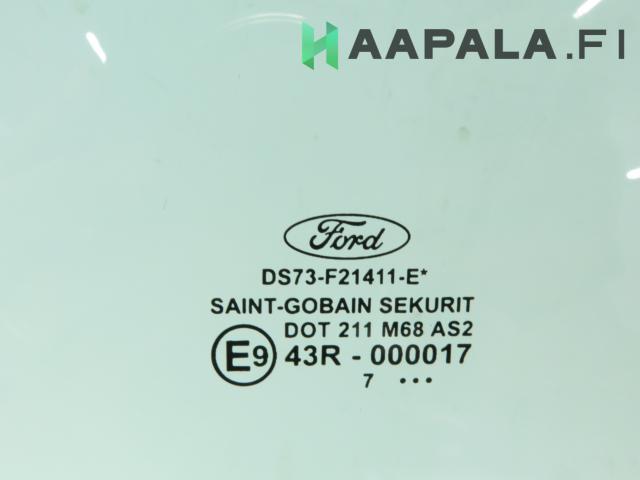 HAAPALA.FI
Ford
DS73-F21411-E*
SAINT-GOBAIN SEKURIT
DOT 211 M68 AS2
E9 43R - 000017
7 •••